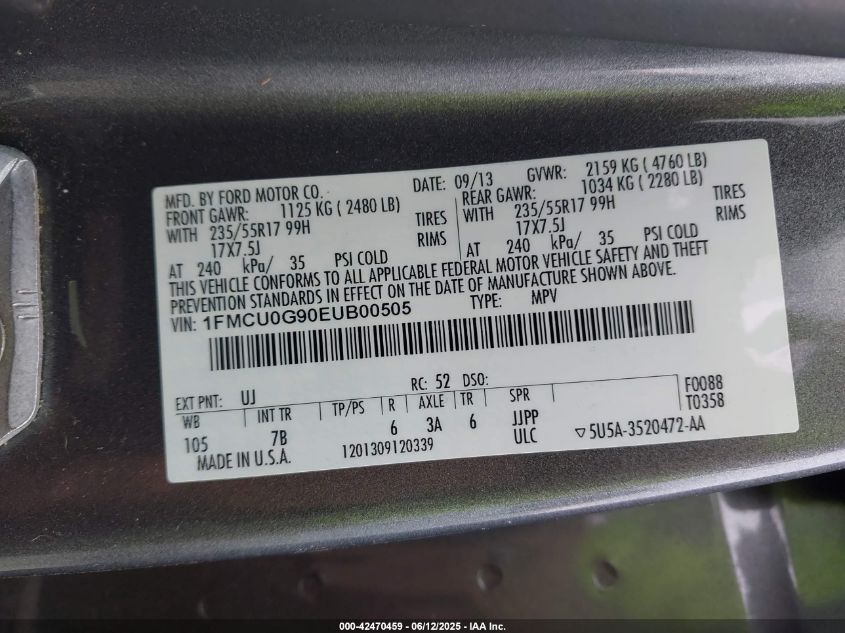 MFD. BY FORD MOTOR CO.
DATE: 09/13 GVWR: 2159 KG ( 4760 LB)
FRONT GAWR: 1125 KG ( 2480 LB)
REAR GAWR: 1034 KG ( 2280 LB)
WITH 235/55R17 99H TIRES
WITH 235/55R17 99H TIRES
17X7.5J RIMS
17X7.5J RIMS
AT 240 kPa/ 35 PSI COLD
AT 240 kPa/ 35 PSI COLD
THIS VEHICLE CONFORMS TO ALL APPLICABLE FEDERAL MOTOR VEHICLE SAFETY AND THEFT
PREVENTION STANDARDS IN EFFECT ON THE DATE OF MANUFACTURE SHOWN ABOVE.
VIN: 1FMCU0G90EUB00505 TYPE: MPV
EXT PNT: UJ RC: 52 DSO: F0088
WB INT TR TP/PS R AXLE TR SPR T0358
105 7B 6 3A 6 JJPP
ULC ▽5U5A-3520472-AA
MADE IN U.S.A. 1201309120339
000-42470459 - 06/12/2025 - IAA Inc.